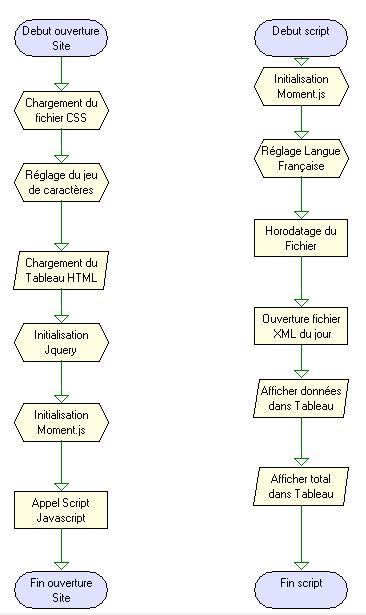 Debut ouverture
Site
Chargement du
fichier CSS
Réglage du jeu
de caractères
Chargement du
Tableau HTML
Initialisation
Jquery
Initialisation
Moment.js
Appel Script
Javascript
Fin ouverture
Site
Debut script
Initialisation
Moment.js
Réglage Langue
Française
Horodatage du
Fichier
Ouverture fichier
XML du jour
Afficher données
dans Tableau
Afficher total
dans Tableau
Fin script